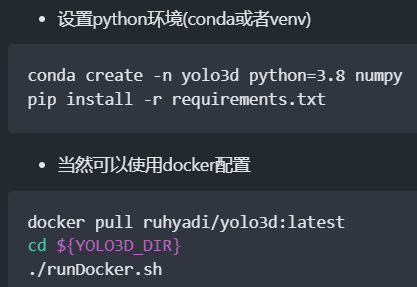 设置python环境(conda或者venv)
conda create -n yolo3d python=3.8 numpy
pip install -r requirements.txt
当然可以使用docker配置
docker pull ruhyadi/yolo3d:latest
cd ${YOLO3D_DIR}
./runDocker.sh